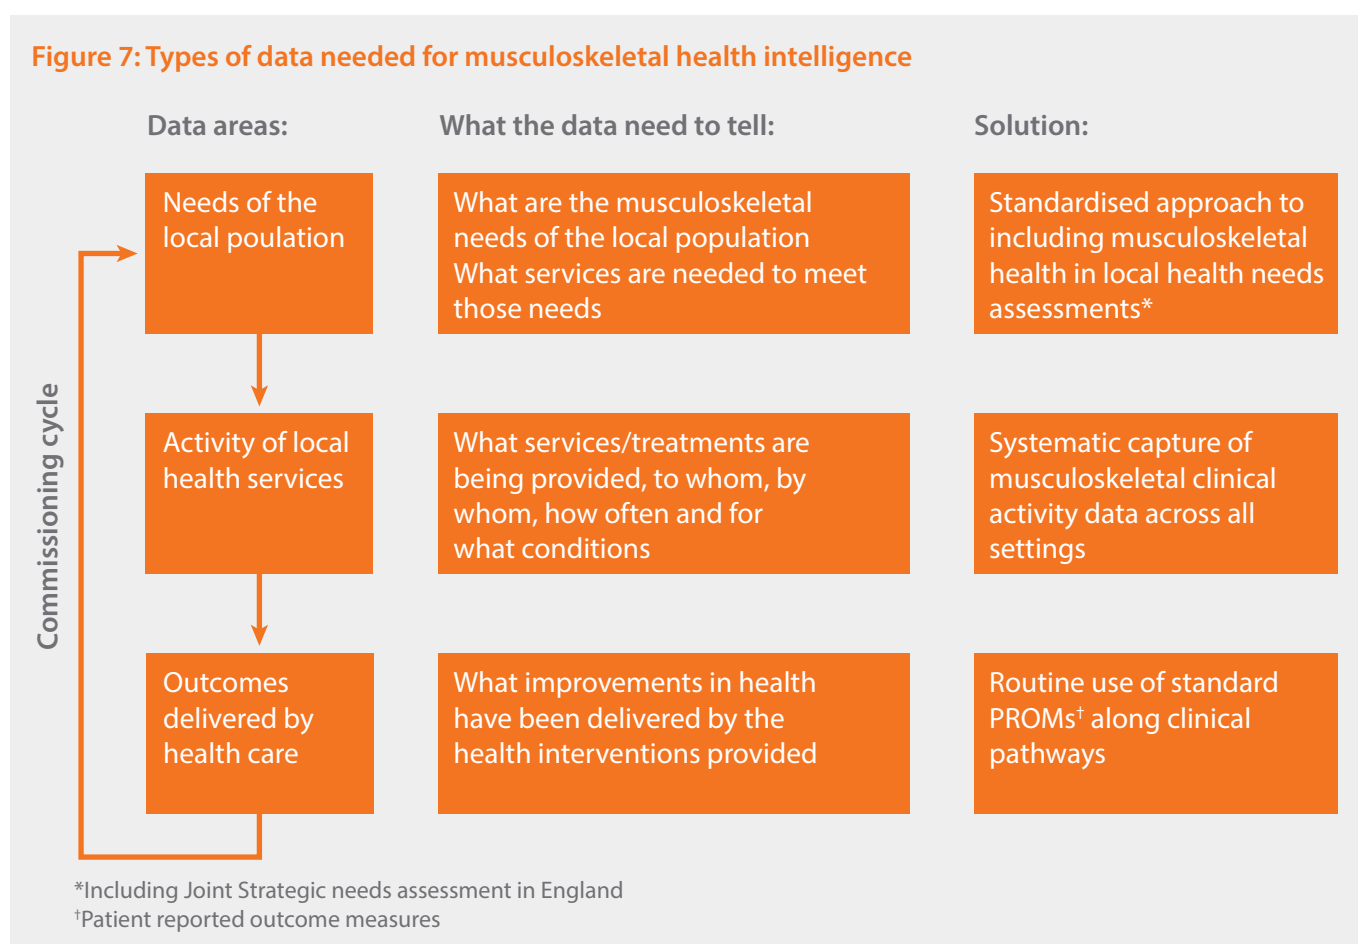 Figure 7: Types of data needed for musculoskeletal health intelligence
Data areas:
What the data need to tell:
Solution:
Needs of the
local poulation
What are the musculoskeletal
needs of the local population
What services are needed to meet
those needs
Standardised approach to
including musculoskeletal
health in local health needs
assessments*
Commissioning cycle
Activity of local
health services
What services/treatments are
being provided, to whom, by
whom, how often and for
what conditions
Systematic capture of
musculoskeletal clinical
activity data across all
settings
Outcomes
delivered by
health care
What improvements in health
have been delivered by the
health interventions provided
Routine use of standard
PROMs† along clinical
pathways
*Including Joint Strategic needs assessment in England
†Patient reported outcome measures